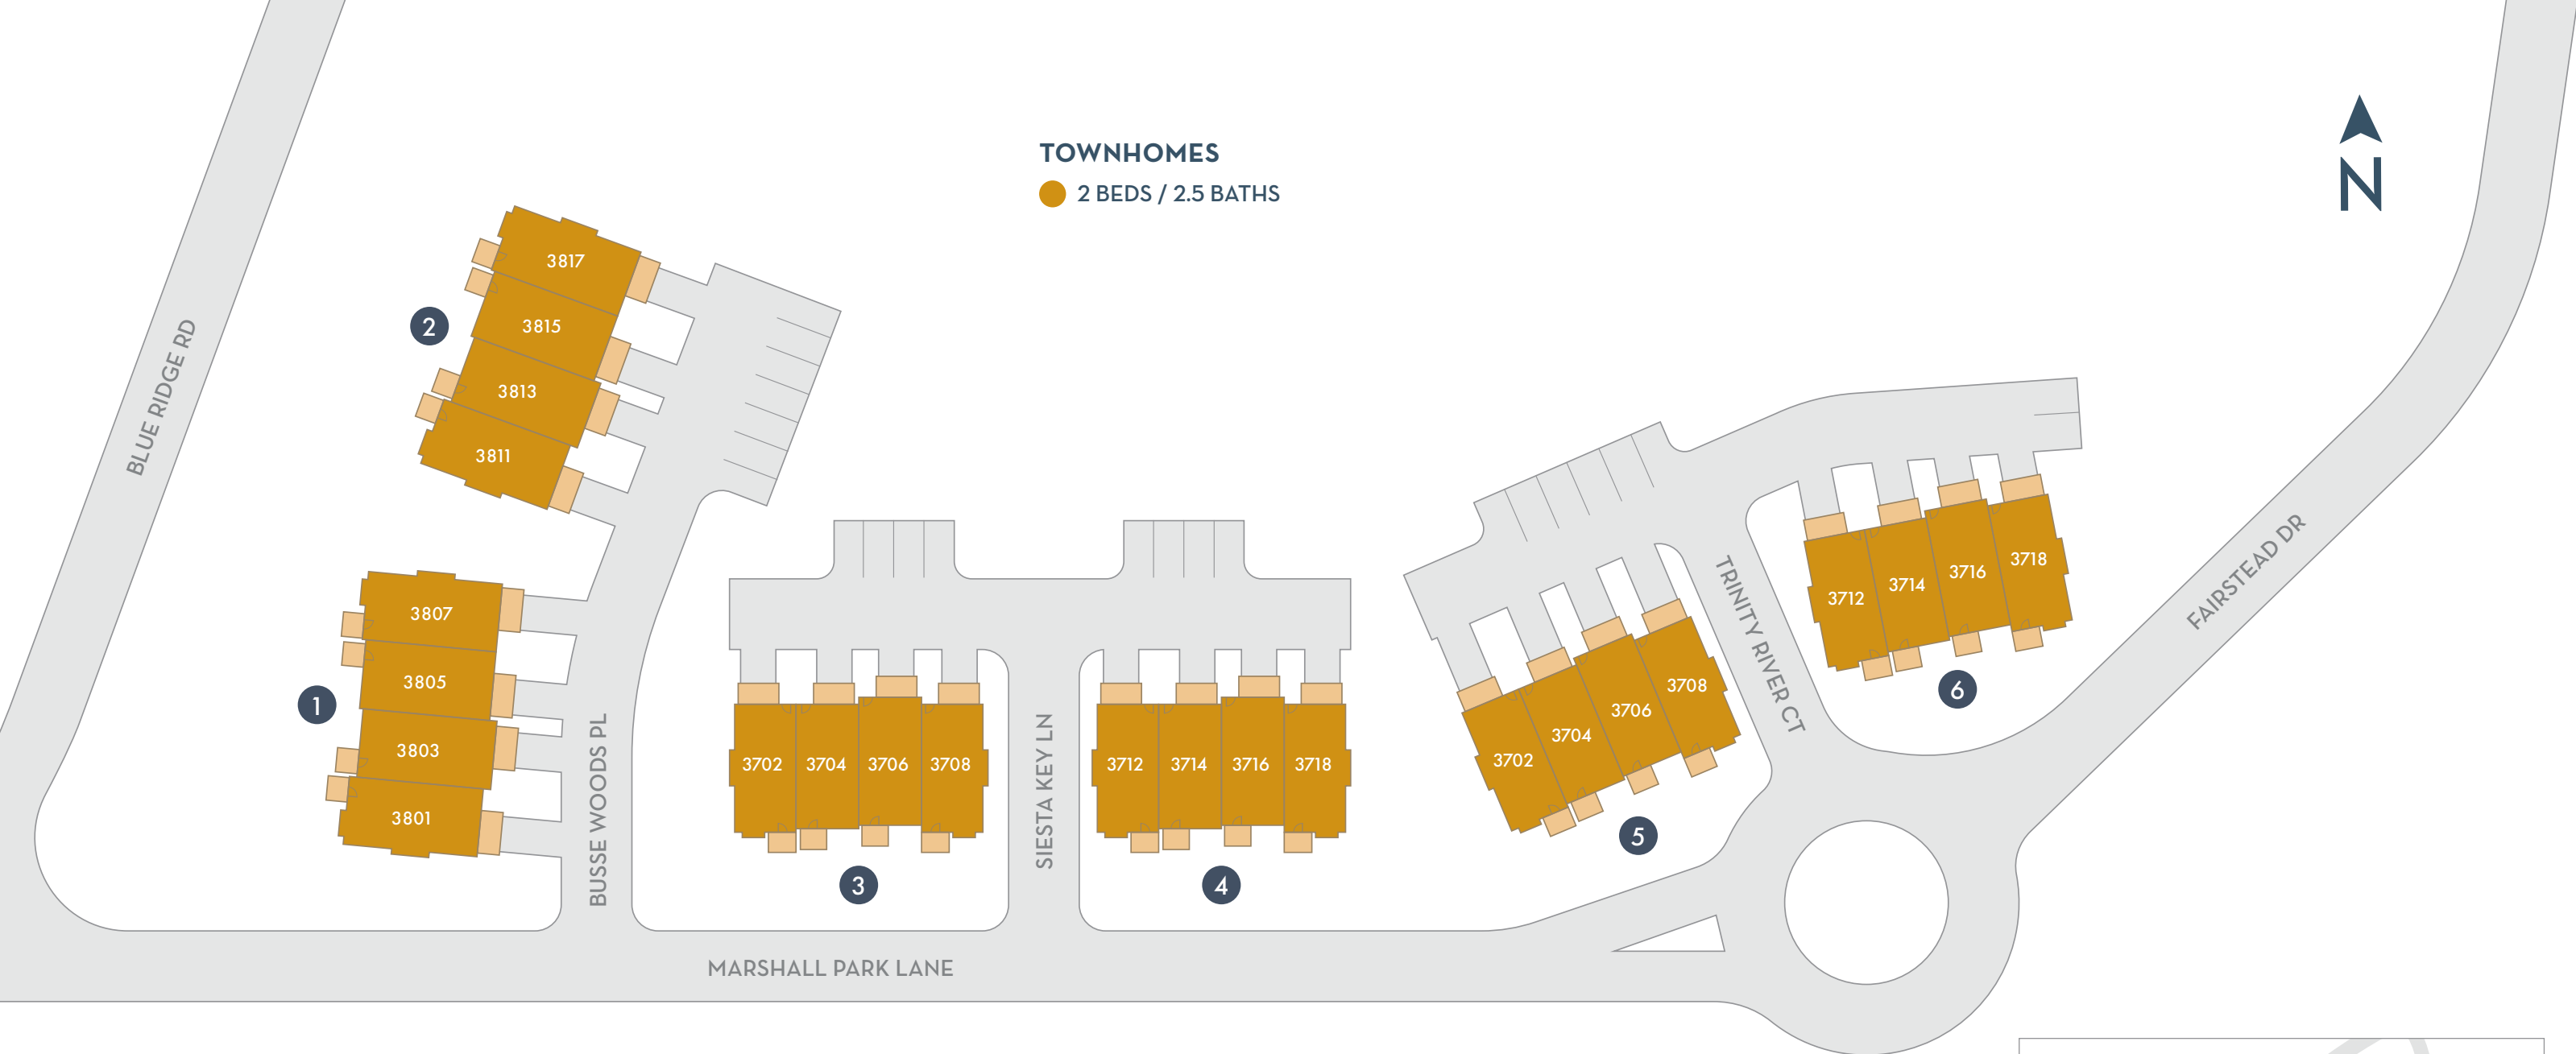 TOWNHOMES
2 BEDS / 2.5 BATHS
N
BLUE RIDGE RD
3817
3815
3813
3811
2
3807
3805
3803
3801
1
BUSSE WOODS PL
3702 3704 3706 3708
3
SIESTA KEY LN
3712 3714 3716 3718
4
3702 3704 3706 3708
5
TRINITY RIVER CT
3712 3714 3716 3718
6
FAIRSTEAD DR
MARSHALL PARK LANE